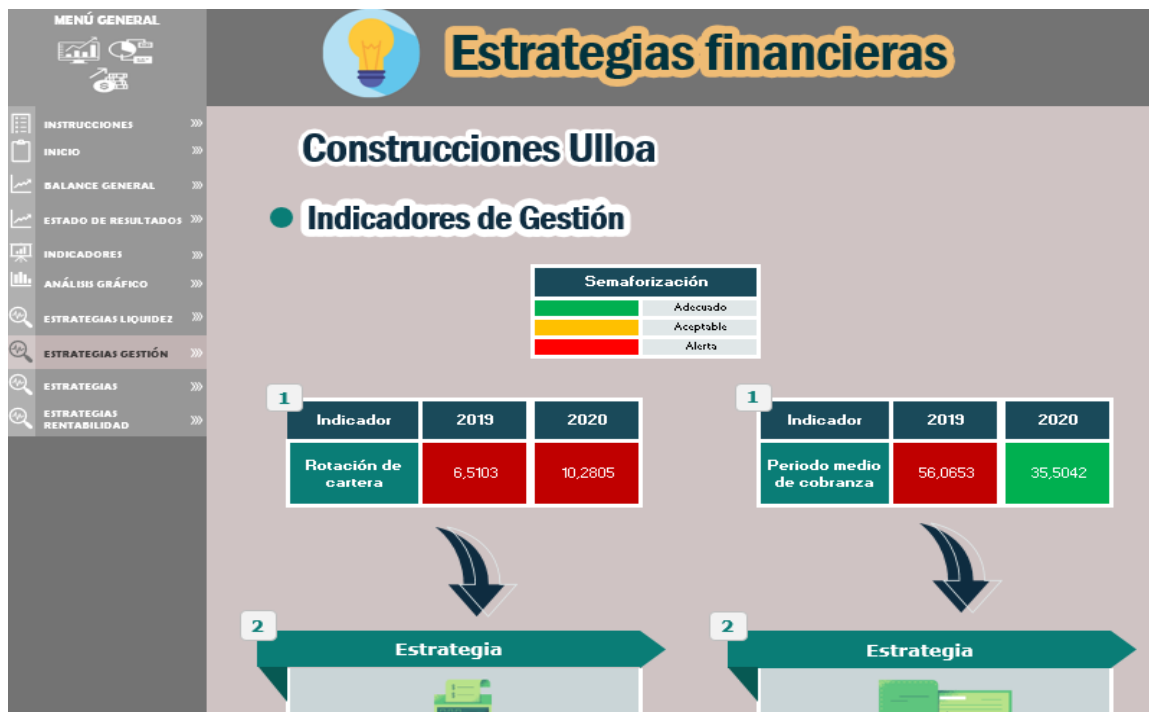 MENÚ GENERAL
INSTRUCCIONES
INICIO
BALANCE GENERAL
ESTADO DE RESULTADOS
INDICADORES
ANÁLISIS GRÁFICO
ESTRATEGIAS LIQUIDEZ
ESTRATEGIAS GESTIÓN
ESTRATEGIAS
ESTRATEGIAS
RENTABILIDAD
Estrategias financieras
Construcciones Ulloa
Indicadores de Gestión
Semaforización
Adecuado
Aceptable
Alerta
1
Indicador 2019 2020
Rotación de
cartera
6,5103 10,2805
1
Indicador 2019 2020
Periodo medio
de cobranza
56,0653 35,5042
2
Estrategia
2
Estrategia